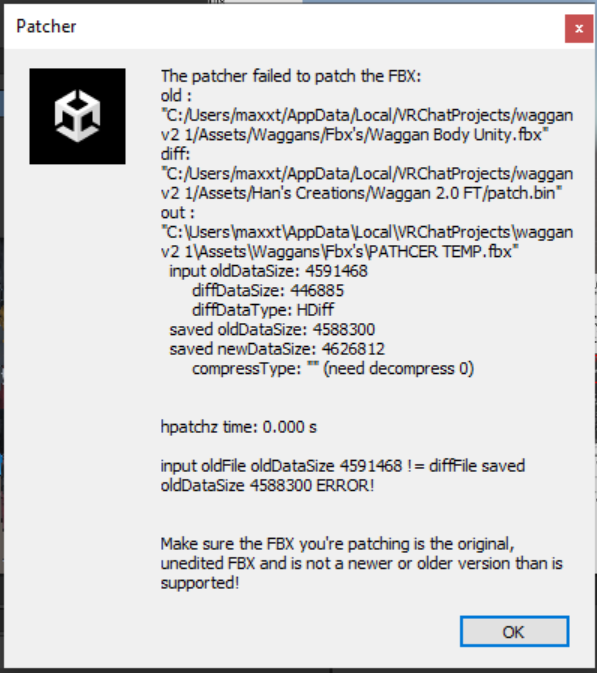 Patcher
x
The patcher failed to patch the FBX:
old :
"C:/Users/maxxt/AppData/Local/VRChatProjects/waggan
v2 1/Assets/Waggans/Fbx's/Waggan Body Unity.fbx"
diff:
"C:/Users/maxxt/AppData/Local/VRChatProjects/waggan
v2 1/Assets/Han's Creations/Waggan 2.0 FT/patch.bin"
out :
"C:\Users\maxxt\AppData\Local\VRChatProjects\waggan
v2 1\Assets\Waggans\Fbx's\PATHCER TEMP.fbx"
input oldDataSize: 4591468
diffDataSize: 446885
diffDataType: HDiff
saved oldDataSize: 4588300
saved newDataSize: 4626812
compressType: "" (need decompress 0)
hpatchz time: 0.000 s
input oldFile oldDataSize 4591468 != diffFile saved
oldDataSize 4588300 ERROR!
Make sure the FBX you're patching is the original,
unedited FBX and is not a newer or older version than is
supported!
OK